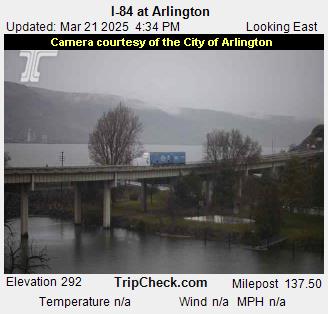 I-84 at Arlington
Updated: Mar 21 2025 4:34 PM Looking East
Camera courtesy of the City of Arlington
Elevation 292 TripCheck.com Milepost 137.50
Temperature n/a Wind n/a MPH n/a